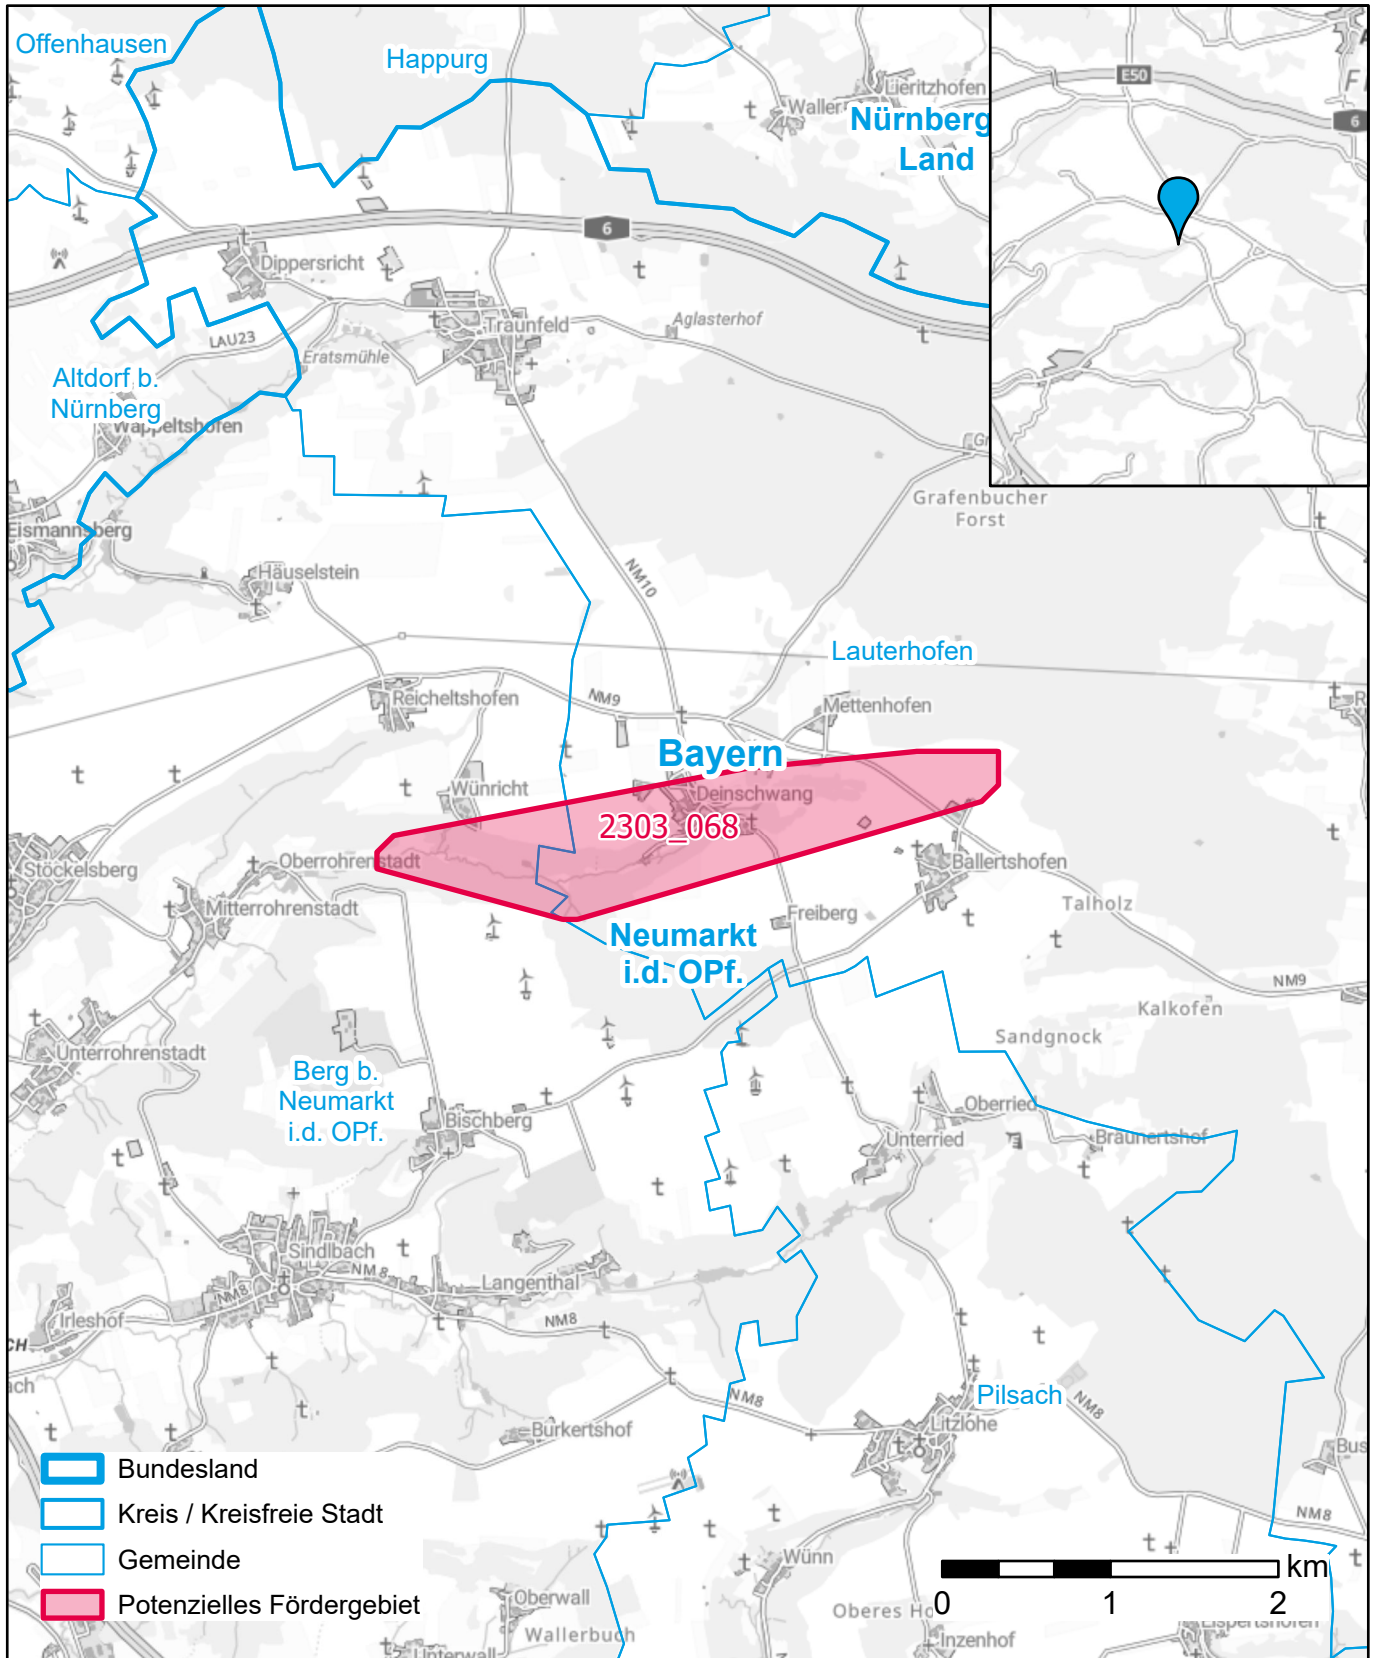 Offenhausen
Happurg
Lieritzhofen
Waller
Nürnberg
Land
E50
6
6
Dippersricht
Traunfeld
Aglasterhof
LAU23
Eratsmühle
Altdorf b.
Nürnberg
Wappeltshofen
Grafenbucher
Forst
Eismannsberg
Häuselstein
NM10
Lauterhofen
Reicheltshofen
NM9
Mettenhofen
Bayern
Wünricht
Deinschwang
2303_068
Stöckelsberg
Oberrohrenstadt
Ballertshofen
Mitterrohrenstadt
Freiberg
Talholz
Neumarkt
i.d. OPf.
NM9
Kalkofen
Sandgnock
Unterrohrenstadt
Berg b.
Neumarkt
i.d. OPf.
Bischberg
Oberried
Unterried
Braunertshof
Sindlbach
NM8
Langenthal
NM8
Irleshof
NM8
NM8
Pilsach
NM8
Litzlohe
Burkertshof
Bundesland
Kreis / Kreisfreie Stadt
Gemeinde
Potenzielles Fördergebiet
NM8
Wünn
km
0 1 2
Oberwall
Oberes Ho
Wallerbuch
Inzenhof
Eispertshofen
Unterwall